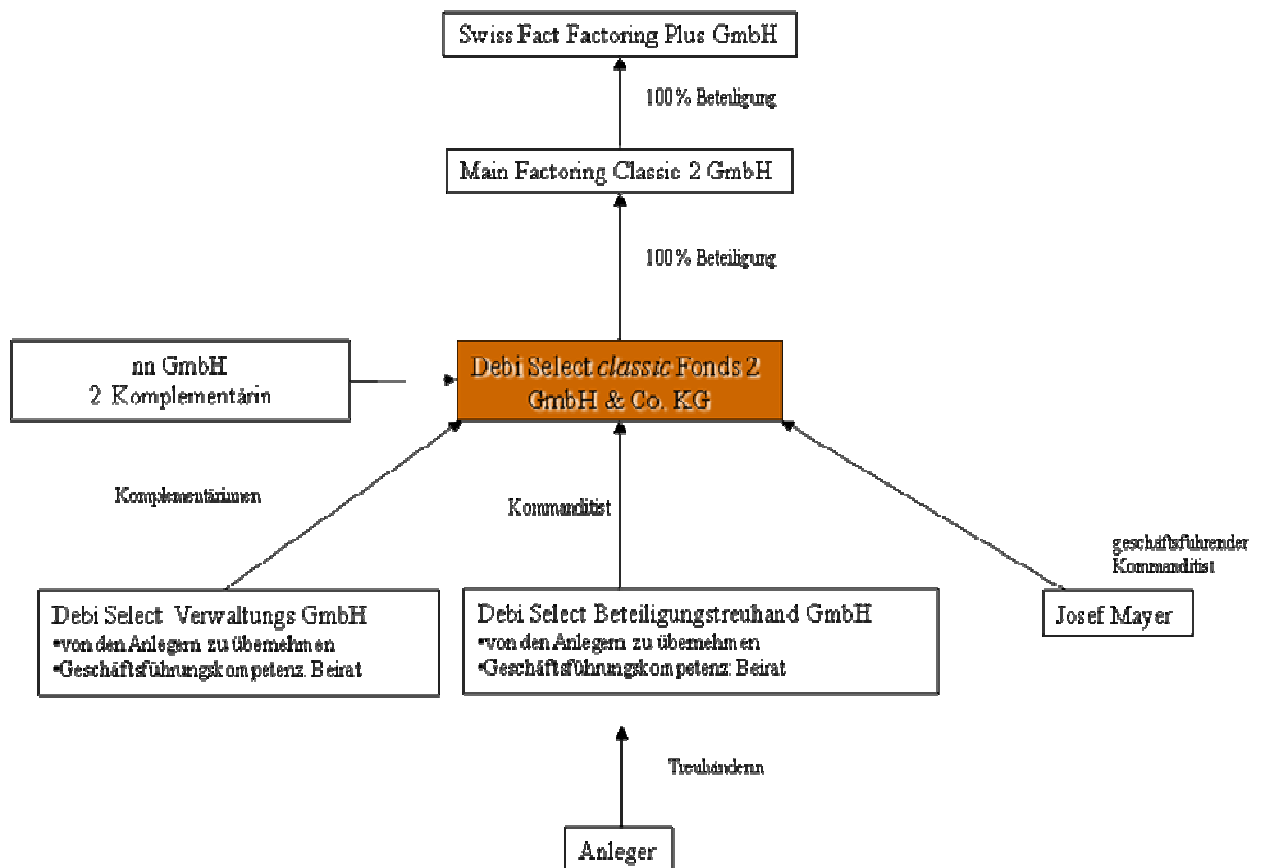 Swiss Fact Factoring Plus GmbH
100% Beteiligung
Main Factoring Classic 2 GmbH
100% Beteiligung
nn GmbH
2 Komplementärin
Debi Select classic Fonds 2
GmbH & Co. KG
Komplementärinnen
Kommanditist
geschäftsführender
Kommanditist
Debi Select Verwaltungs GmbH
•von den Anlegern zu übernehmen
•Geschäftsführungskompetenz: Beirat
Debi Select Beteiligungstreuhand GmbH
•von den Anlegern zu übernehmen
•Geschäftsführungskompetenz: Beirat
Josef Mayer
Treuhänderin
Anleger